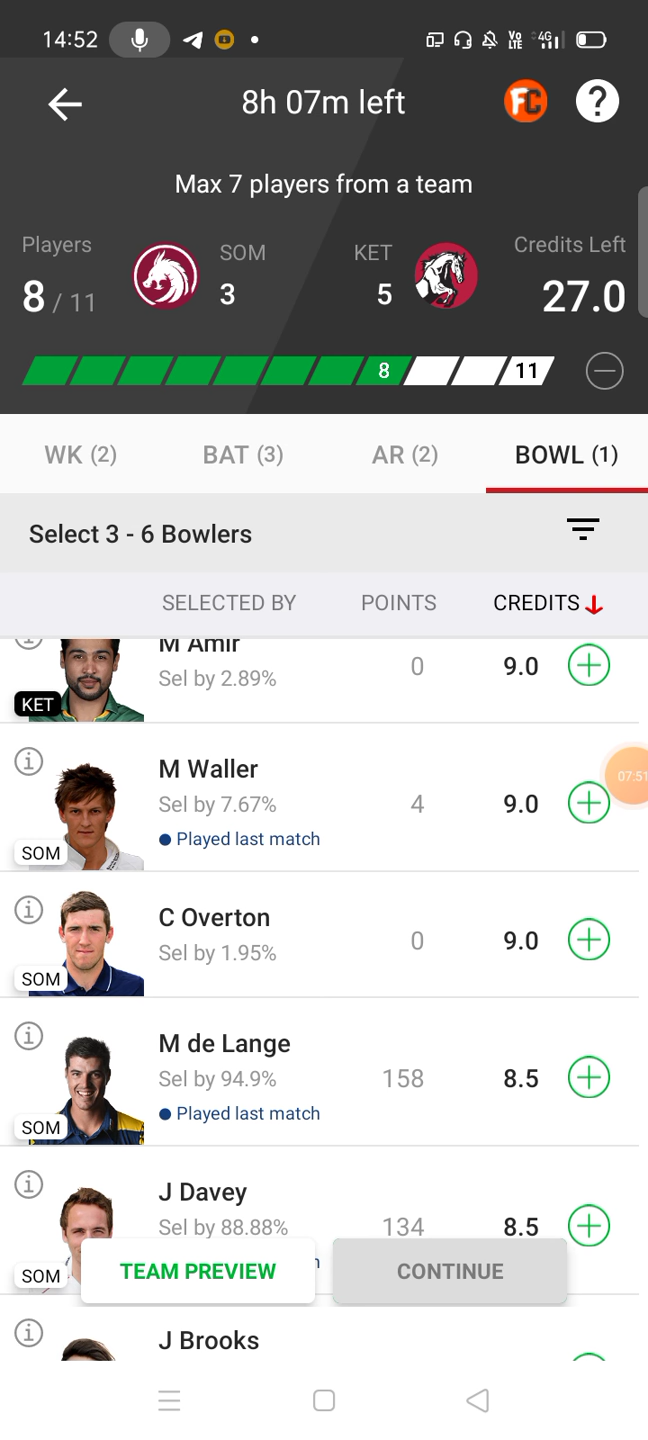 14:52 VoLTE 4G
8h 07m left FC ?
Max 7 players from a team
Players SOM KET Credits Left
8 / 11 3 5 27.0
8 11
WK (2) BAT (3) AR (2) BOWL (1)
Select 3 - 6 Bowlers
SELECTED BY POINTS CREDITS
M Amir
Sel by 2.89% 0 9.0
KET
M Waller
Sel by 7.67% 4 9.0
07:51
Played last match
SOM
C Overton
Sel by 1.95% 0 9.0
SOM
M de Lange
Sel by 94.9% 158 8.5
Played last match
SOM
J Davey
Sel by 88.88% 134 8.5
SOM
TEAM PREVIEW CONTINUE
J Brooks